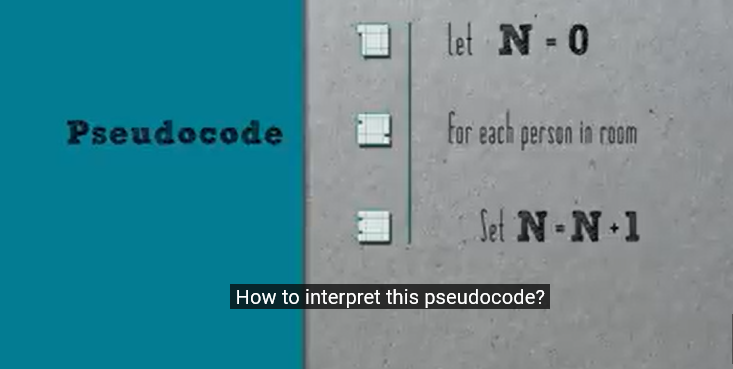 Pseudocode
let N = 0
For each person in room
Set N = N + 1
How to interpret this pseudocode?